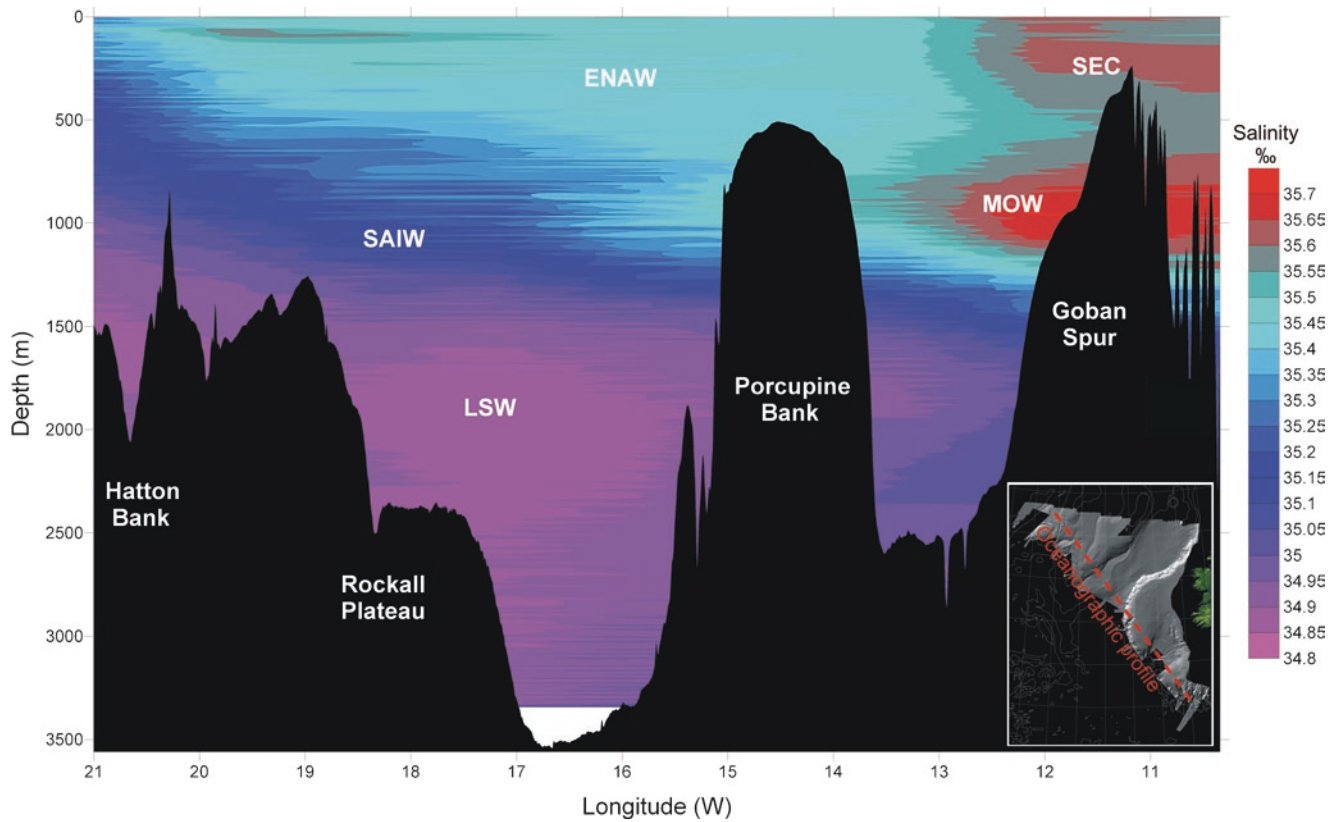 0
500
1000
1500
2000
2500
3000
3500
Depth (m)
21
20
19
18
17
16
15
14
13
12
11
Longitude (W)
ENAW
SEC
MOW
SAIW
LSW
Hatton
Bank
Rockall
Plateau
Porcupine
Bank
Goban
Spur
Oceanographic profile
Salinity
‰
35.7
35.65
35.6
35.55
35.5
35.45
35.4
35.35
35.3
35.25
35.2
35.15
35.1
35.05
35
34.95
34.9
34.85
34.8